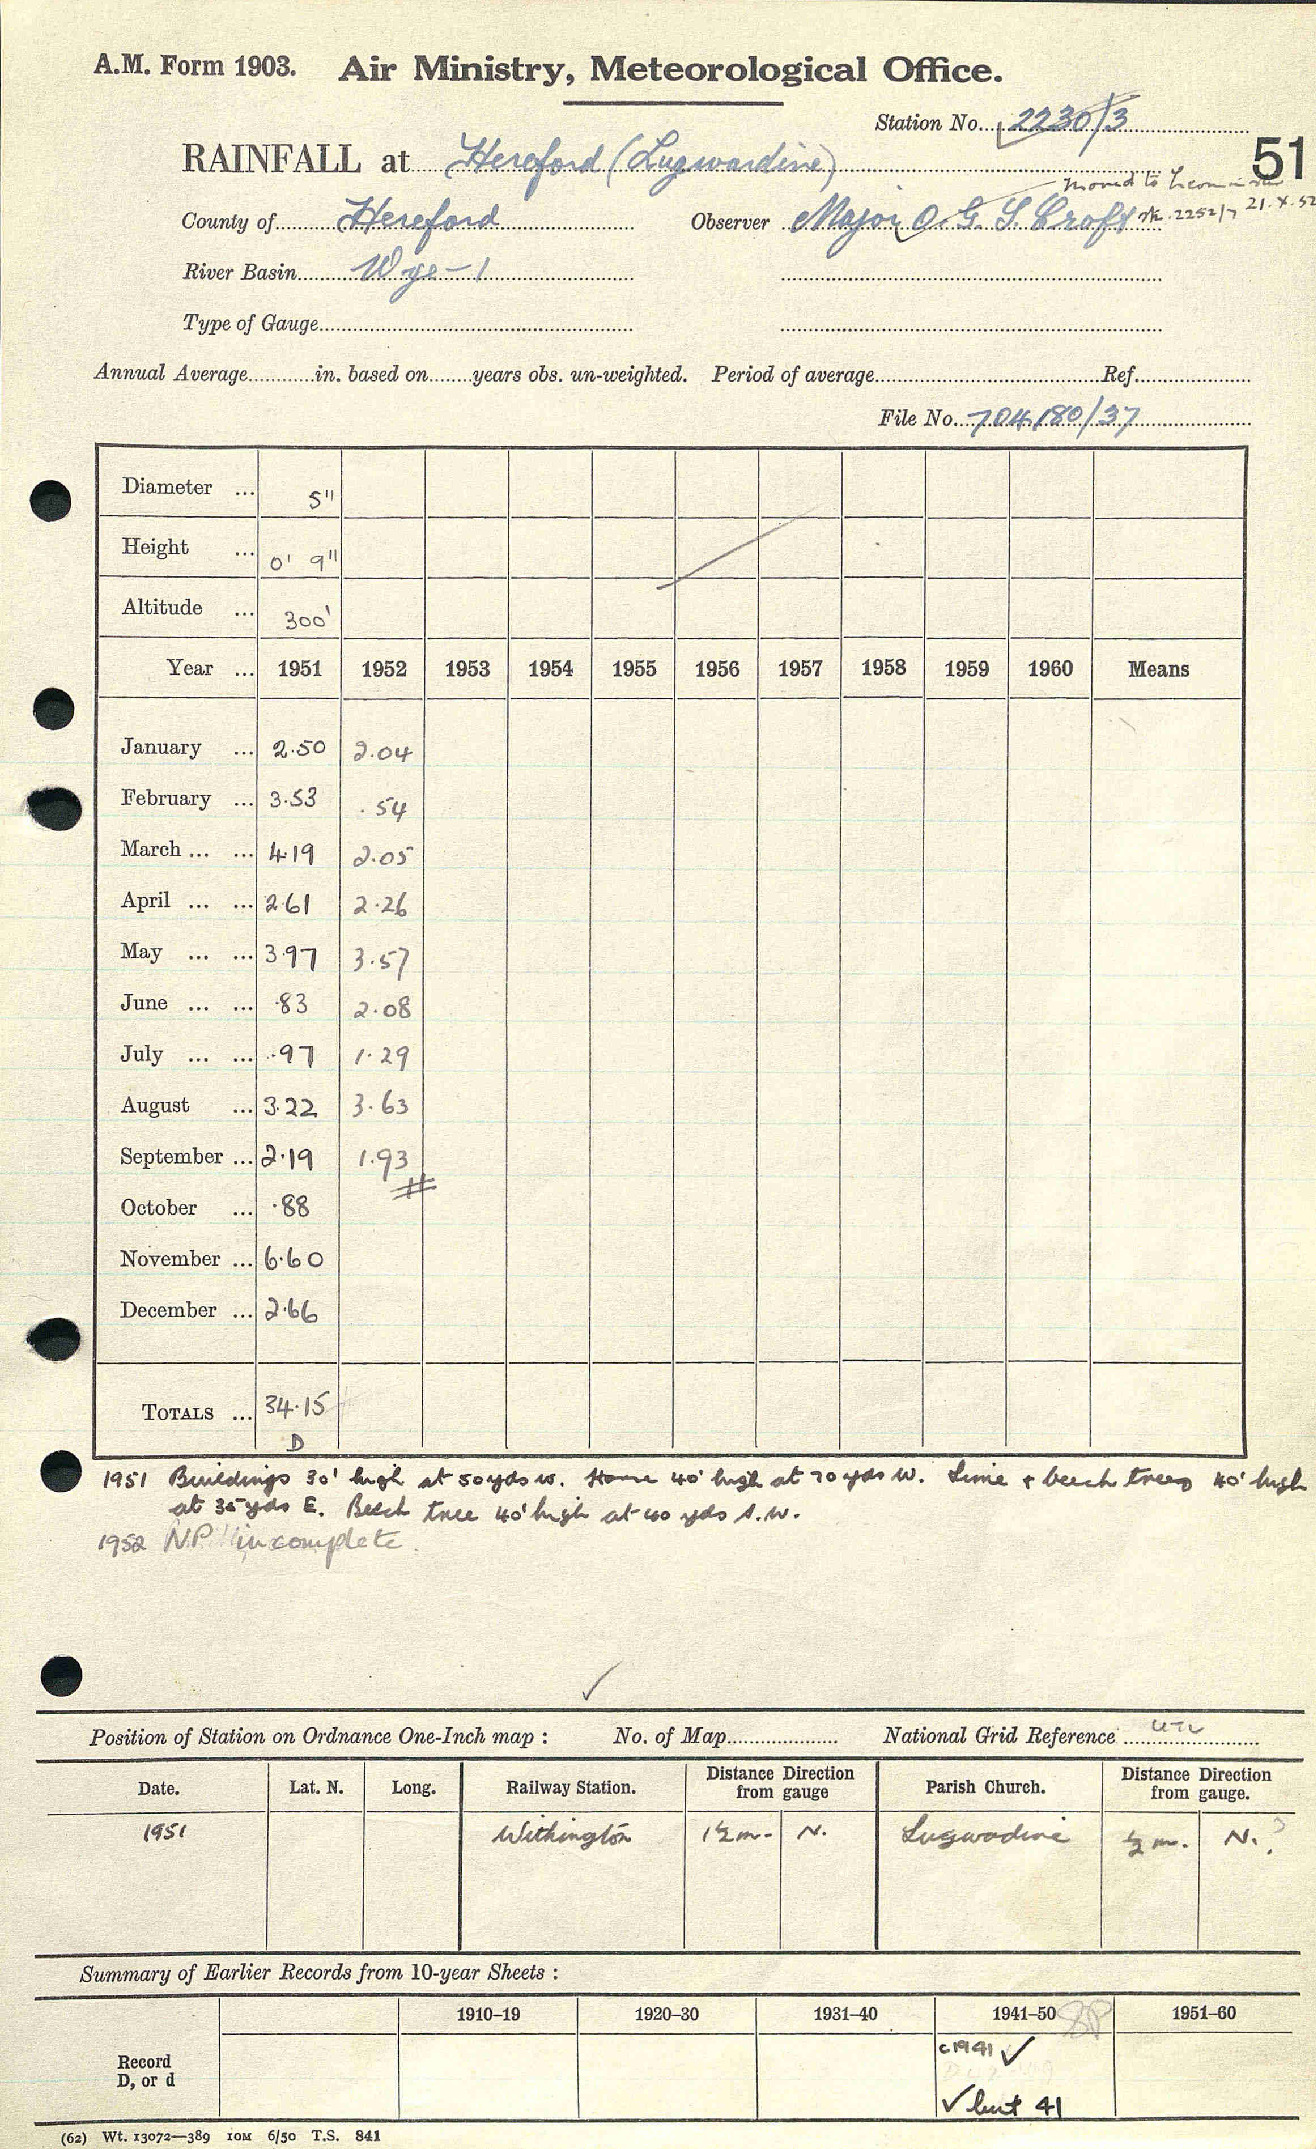 A.M. Form 1903. Air Ministry, Meteorological Office.
Station No. 2230/3
51
RAINFALL at Hereford (Lugwardine)
moved to Leominster
County of Hereford Observer Major O. G. S. Croft stn. 2252/7 21.X.52
River Basin Wye-1
Type of Gauge
Annual Average in. based on years obs. un-weighted. Period of average Ref.
File No. 704180/37
Diameter ... 5"
Height ... 0' 9"
Altitude ... 300'
Year ... 1951 1952 1953 1954 1955 1956 1957 1958 1959 1960 Means
January ... 2.50 2.04
February ... 3.53 .54
March ... ... 4.19 2.05
April ... ... 2.61 2.26
May ... ... 3.97 3.57
June ... ... .83 2.08
July ... ... .97 1.29
August ... 3.22 3.63
September ... 2.19 1.93
October ... .88
November ... 6.60
December ... 2.66
TOTALS ... 34.15
D
1951 Buildings 30' high at 50 yds W. House 40' high at 70 yds W. Lime + beech trees 40' high
at 35 yds E. Beech tree 40' high at 40 yds S.W.
1952 NP incomplete.
Position of Station on Ordnance One-Inch map : No. of Map National Grid Reference
Date. Lat. N. Long. Railway Station. Distance Direction from gauge Parish Church. Distance Direction from gauge.
1951 Withington 1½ m. N. Lugwardine ½ m. N. ?
Summary of Earlier Records from 10-year Sheets :
1910–19 1920–30 1931–40 1941–50 1951–60
Record
D, or d
c1941 ✓
✓ but 41
(62) Wt. 13072—389 10M 6/50 T.S. 841